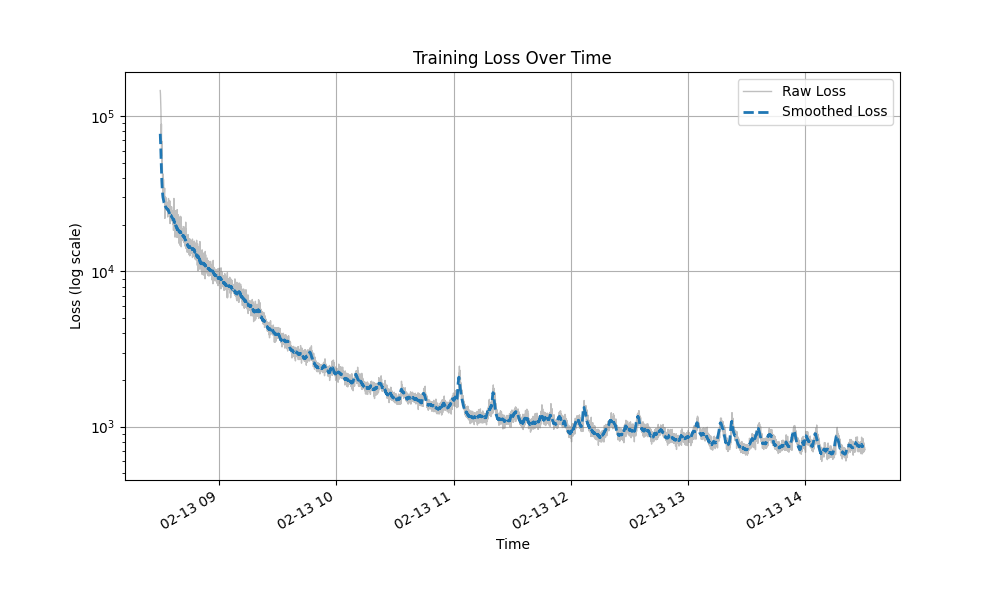 Training Loss Over Time
Raw Loss
Smoothed Loss
Loss (log scale)
10^5
10^4
10^3
02-13 09
02-13 10
02-13 11
02-13 12
02-13 13
02-13 14
Time